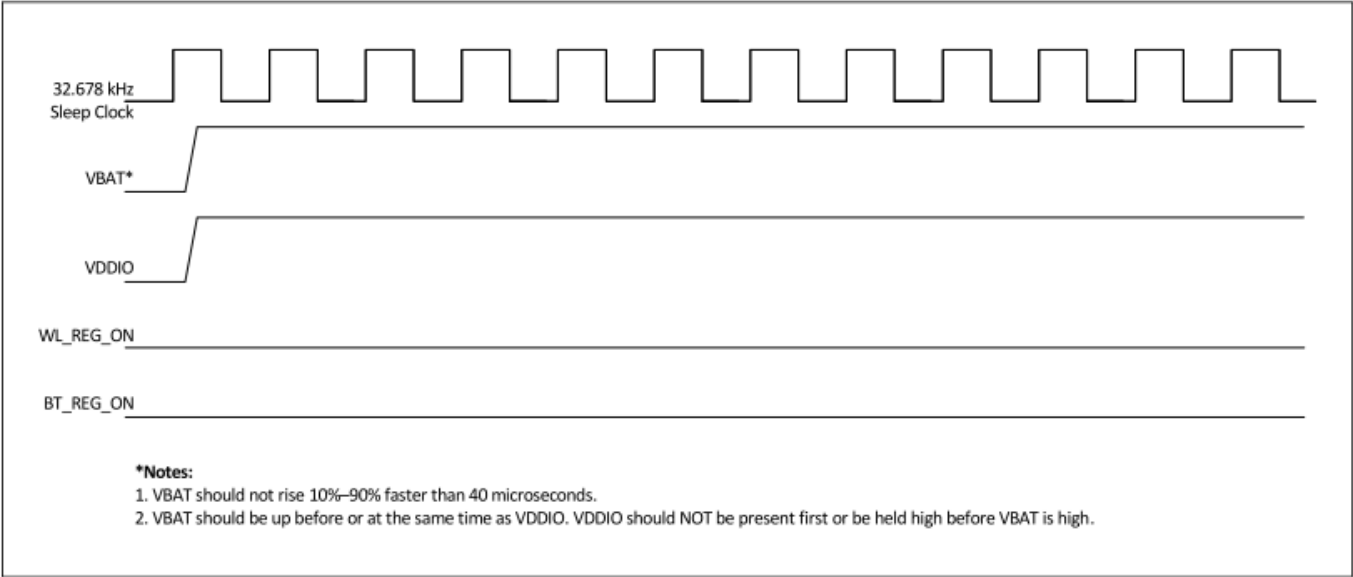 32.678 kHz
Sleep Clock
VBAT*
VDDIO
WL_REG_ON
BT_REG_ON
*Notes:
1. VBAT should not rise 10%–90% faster than 40 microseconds.
2. VBAT should be up before or at the same time as VDDIO. VDDIO should NOT be present first or be held high before VBAT is high.